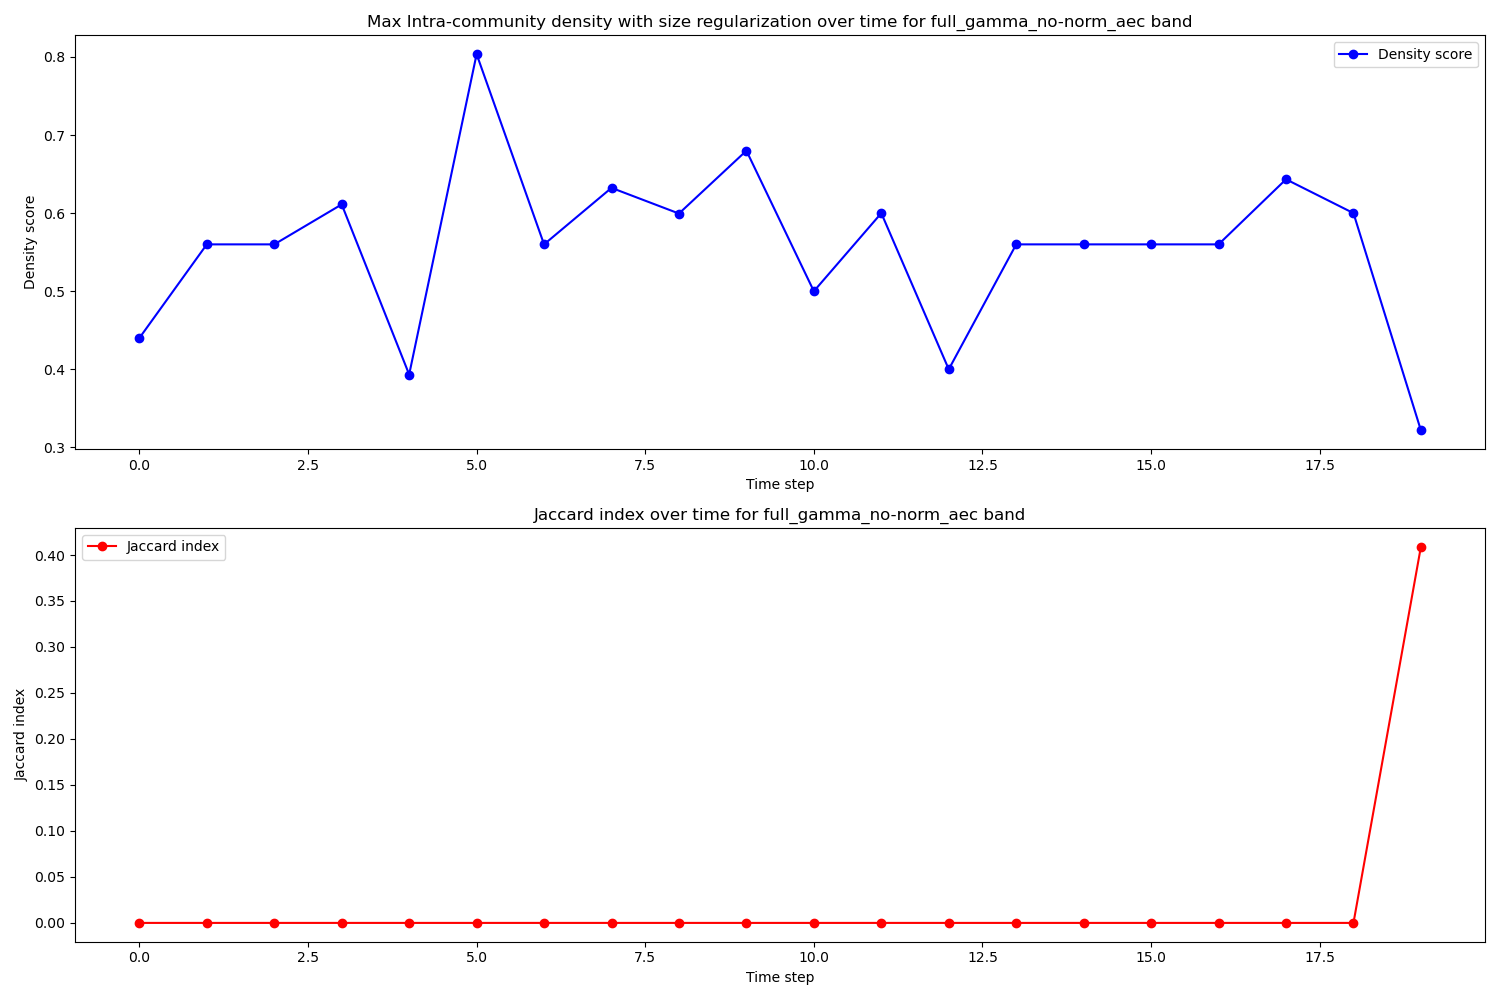 Max Intra-community density with size regularization over time for full_gamma_no-norm_aec band
Density score
0.8
0.7
0.6
0.5
0.4
0.3
Density score
0.0 2.5 5.0 7.5 10.0 12.5 15.0 17.5
Time step
Jaccard index over time for full_gamma_no-norm_aec band
Jaccard index
0.40
0.35
0.30
0.25
0.20
0.15
0.10
0.05
0.00
Jaccard index
0.0 2.5 5.0 7.5 10.0 12.5 15.0 17.5
Time step